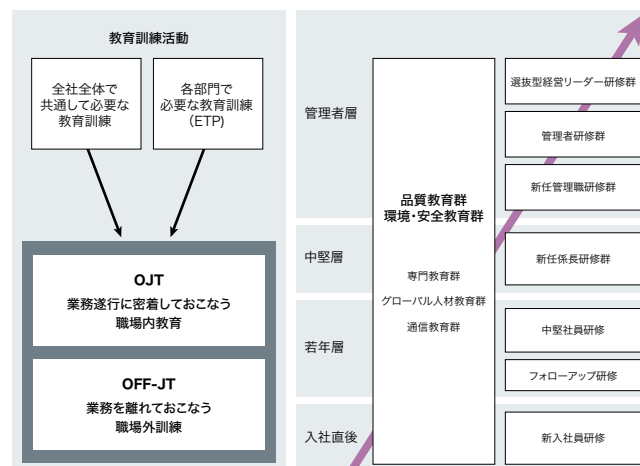 教育訓練活動
全社全体で
共通して必要な
教育訓練
各部門で
必要な教育訓練
（ETP)
OJT
業務遂行に密着しておこなう
職場内教育
OFF-JT
業務を離れておこなう
職場外訓練
管理者層
中堅層
若年層
入社直後
品質教育群
環境・安全教育群
専門教育群
グローバル人材教育群
通信教育群
選抜型経営リーダー研修群
管理者研修群
新任管理職研修群
新任係長研修群
中堅社員研修
フォローアップ研修
新入社員研修